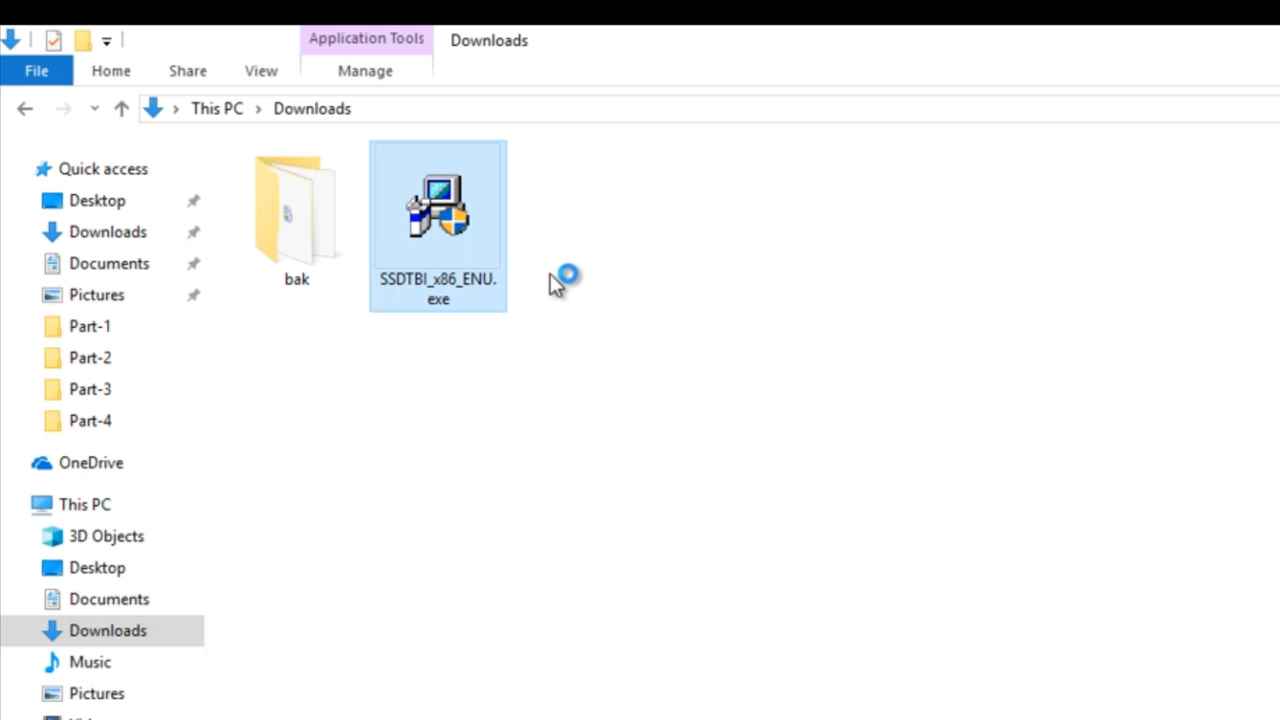 Application Tools
Downloads
File
Home
Share
View
Manage
This PC
Downloads
Quick access
Desktop
Downloads
Documents
Pictures
Part-1
Part-2
Part-3
Part-4
OneDrive
This PC
3D Objects
Desktop
Documents
Downloads
Music
Pictures
bak
SSDTBI_x86_ENU.
exe